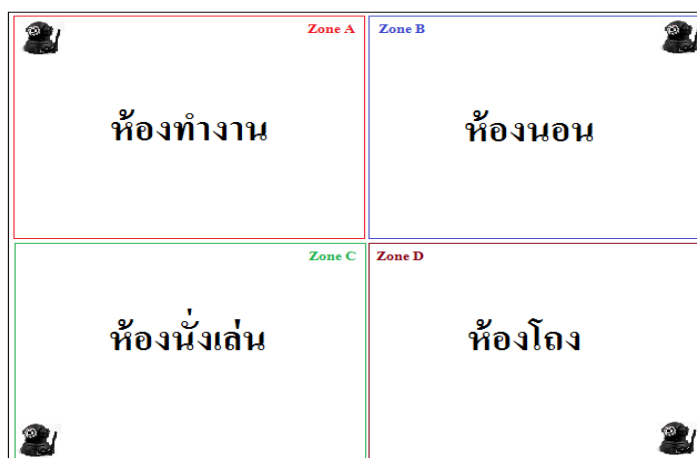 Zone A
ห้องทำงาน
Zone B
ห้องนอน
Zone C
ห้องนั่งเล่น
Zone D
ห้องโถง